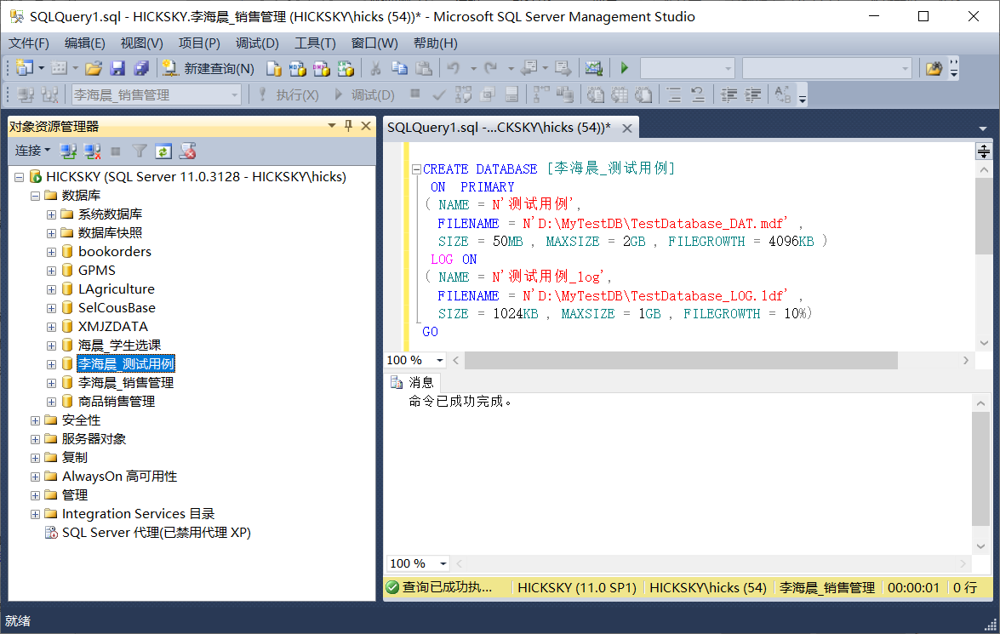 SQLQuery1.sql - HICKSKY.李海晨_销售管理 (HICKSKY\hicks (54))* - Microsoft SQL Server Management Studio
文件(F) 编辑(E) 视图(V) 项目(P) 调试(D) 工具(T) 窗口(W) 帮助(H)
新建查询(N)
李海晨_销售管理 执行(X) 调试(D)
对象资源管理器
连接
HICKSKY (SQL Server 11.0.3128 - HICKSKY\hicks)
数据库
系统数据库
数据库快照
bookorders
GPMS
LAgriculture
SelCousBase
XMJZDATA
海晨_学生选课
李海晨_测试用例
李海晨_销售管理
商品销售管理
安全性
服务器对象
复制
AlwaysOn 高可用性
管理
Integration Services 目录
SQL Server 代理(已禁用代理 XP)
SQLQuery1.sql -...CKSKY\hicks (54))*
CREATE DATABASE [李海晨_测试用例]
ON PRIMARY
( NAME = N'测试用例',
FILENAME = N'D:\MyTestDB\TestDatabase_DAT.mdf' ,
SIZE = 50MB , MAXSIZE = 2GB , FILEGROWTH = 4096KB )
LOG ON
( NAME = N'测试用例_log',
FILENAME = N'D:\MyTestDB\TestDatabase_LOG.ldf' ,
SIZE = 1024KB , MAXSIZE = 1GB , FILEGROWTH = 10%)
GO
100 %
消息
命令已成功完成。
100 %
查询已成功执... HICKSKY (11.0 SP1) HICKSKY\hicks (54) 李海晨_销售管理 00:00:01 0 行
就绪